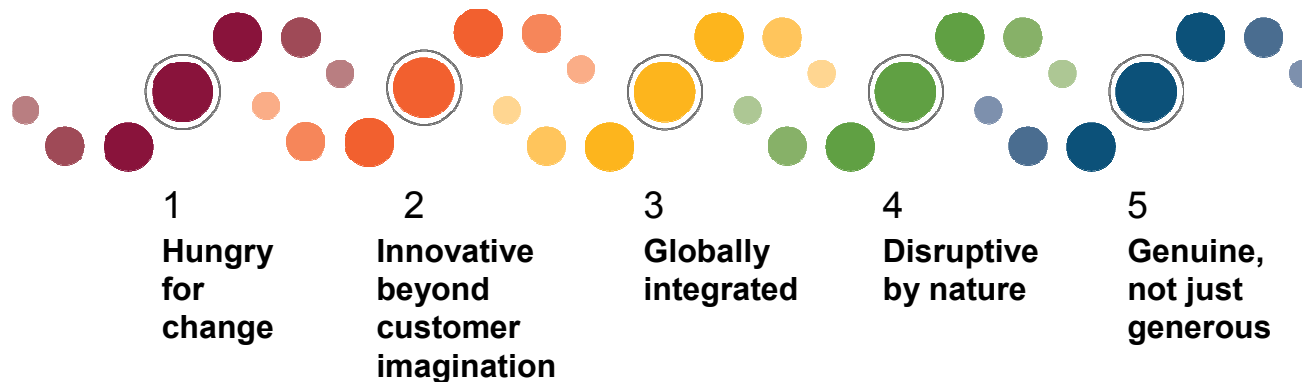 1
Hungry
for
change
2
Innovative
beyond
customer
imagination
3
Globally
integrated
4
Disruptive
by nature
5
Genuine,
not just
generous